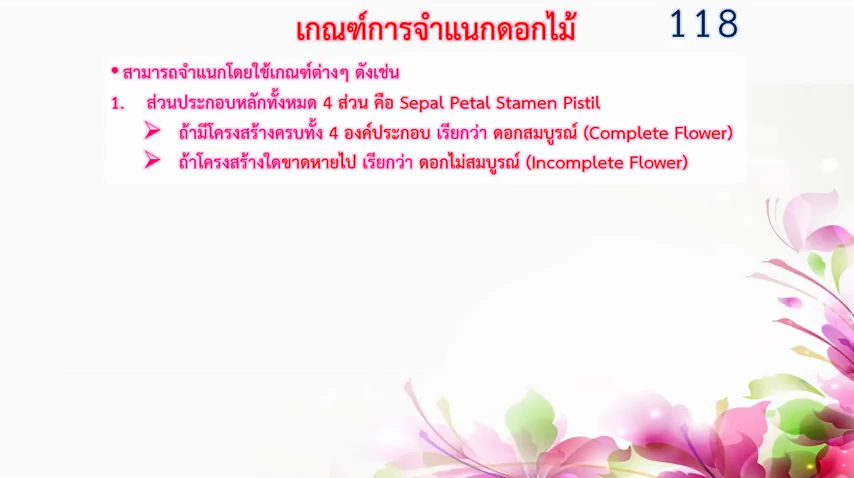 เกณฑ์การจำแนกดอกไม้ 118
•สามารถจำแนกโดยใช้เกณฑ์ต่างๆ ดังเช่น
1. ส่วนประกอบหลักทั้งหมด 4 ส่วน คือ Sepal Petal Stamen Pistil
➢ ถ้ามีโครงสร้างครบทั้ง 4 องค์ประกอบ เรียกว่า ดอกสมบูรณ์ (Complete Flower)
➢ ถ้าโครงสร้างใดขาดหายไป เรียกว่า ดอกไม่สมบูรณ์ (Incomplete Flower)